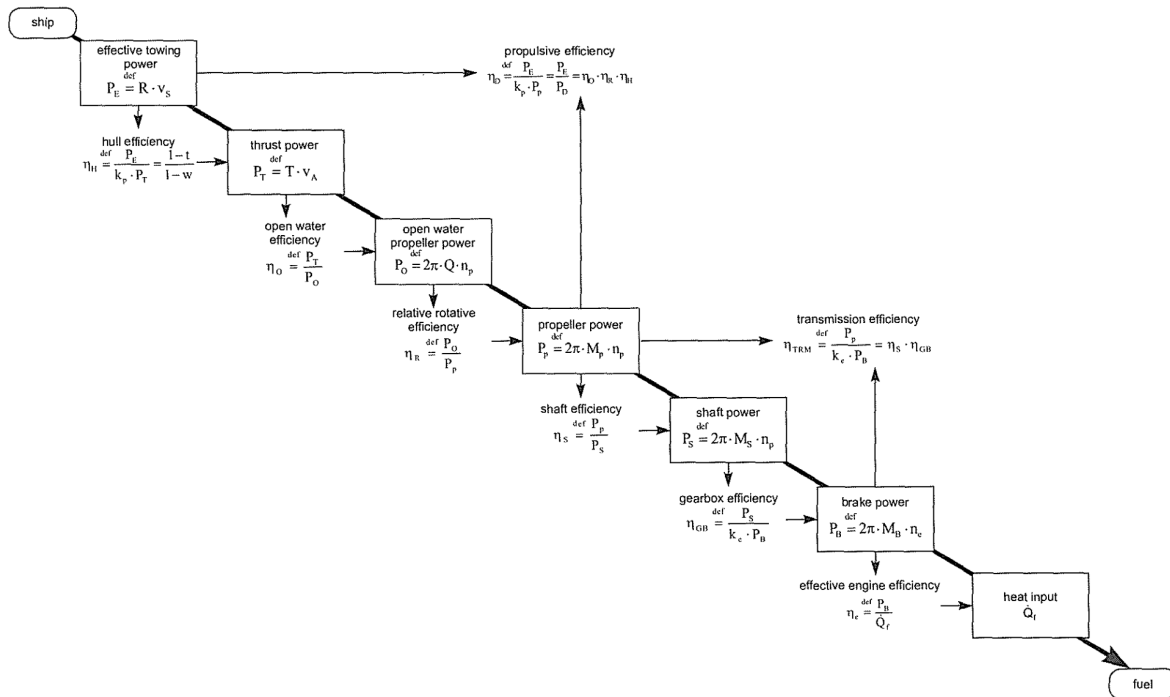 ship
effective towing
power
P_E def= R · v_S
propulsive efficiency
η_D def= P_E / (k_p · P_p) = P_E / P_D = η_O · η_R · η_H
hull efficiency
η_H def= P_E / (k_p · P_T) = (1-t) / (1-w)
thrust power
P_T def= T · v_A
open water
efficiency
η_O def= P_T / P_O
open water
propeller power
P_O def= 2π · Q · n_p
relative rotative
efficiency
η_R def= P_O / P_p
propeller power
P_p def= 2π · M_p · n_p
transmission efficiency
η_TRM def= P_p / (k_e · P_B) = η_S · η_GB
shaft efficiency
η_S def= P_p / P_S
shaft power
P_S def= 2π · M_S · n_p
gearbox efficiency
η_GB def= P_S / (k_e · P_B)
brake power
P_B def= 2π · M_B · n_e
effective engine efficiency
η_e def= P_B / Q̇_f
heat input
Q̇_f
fuel